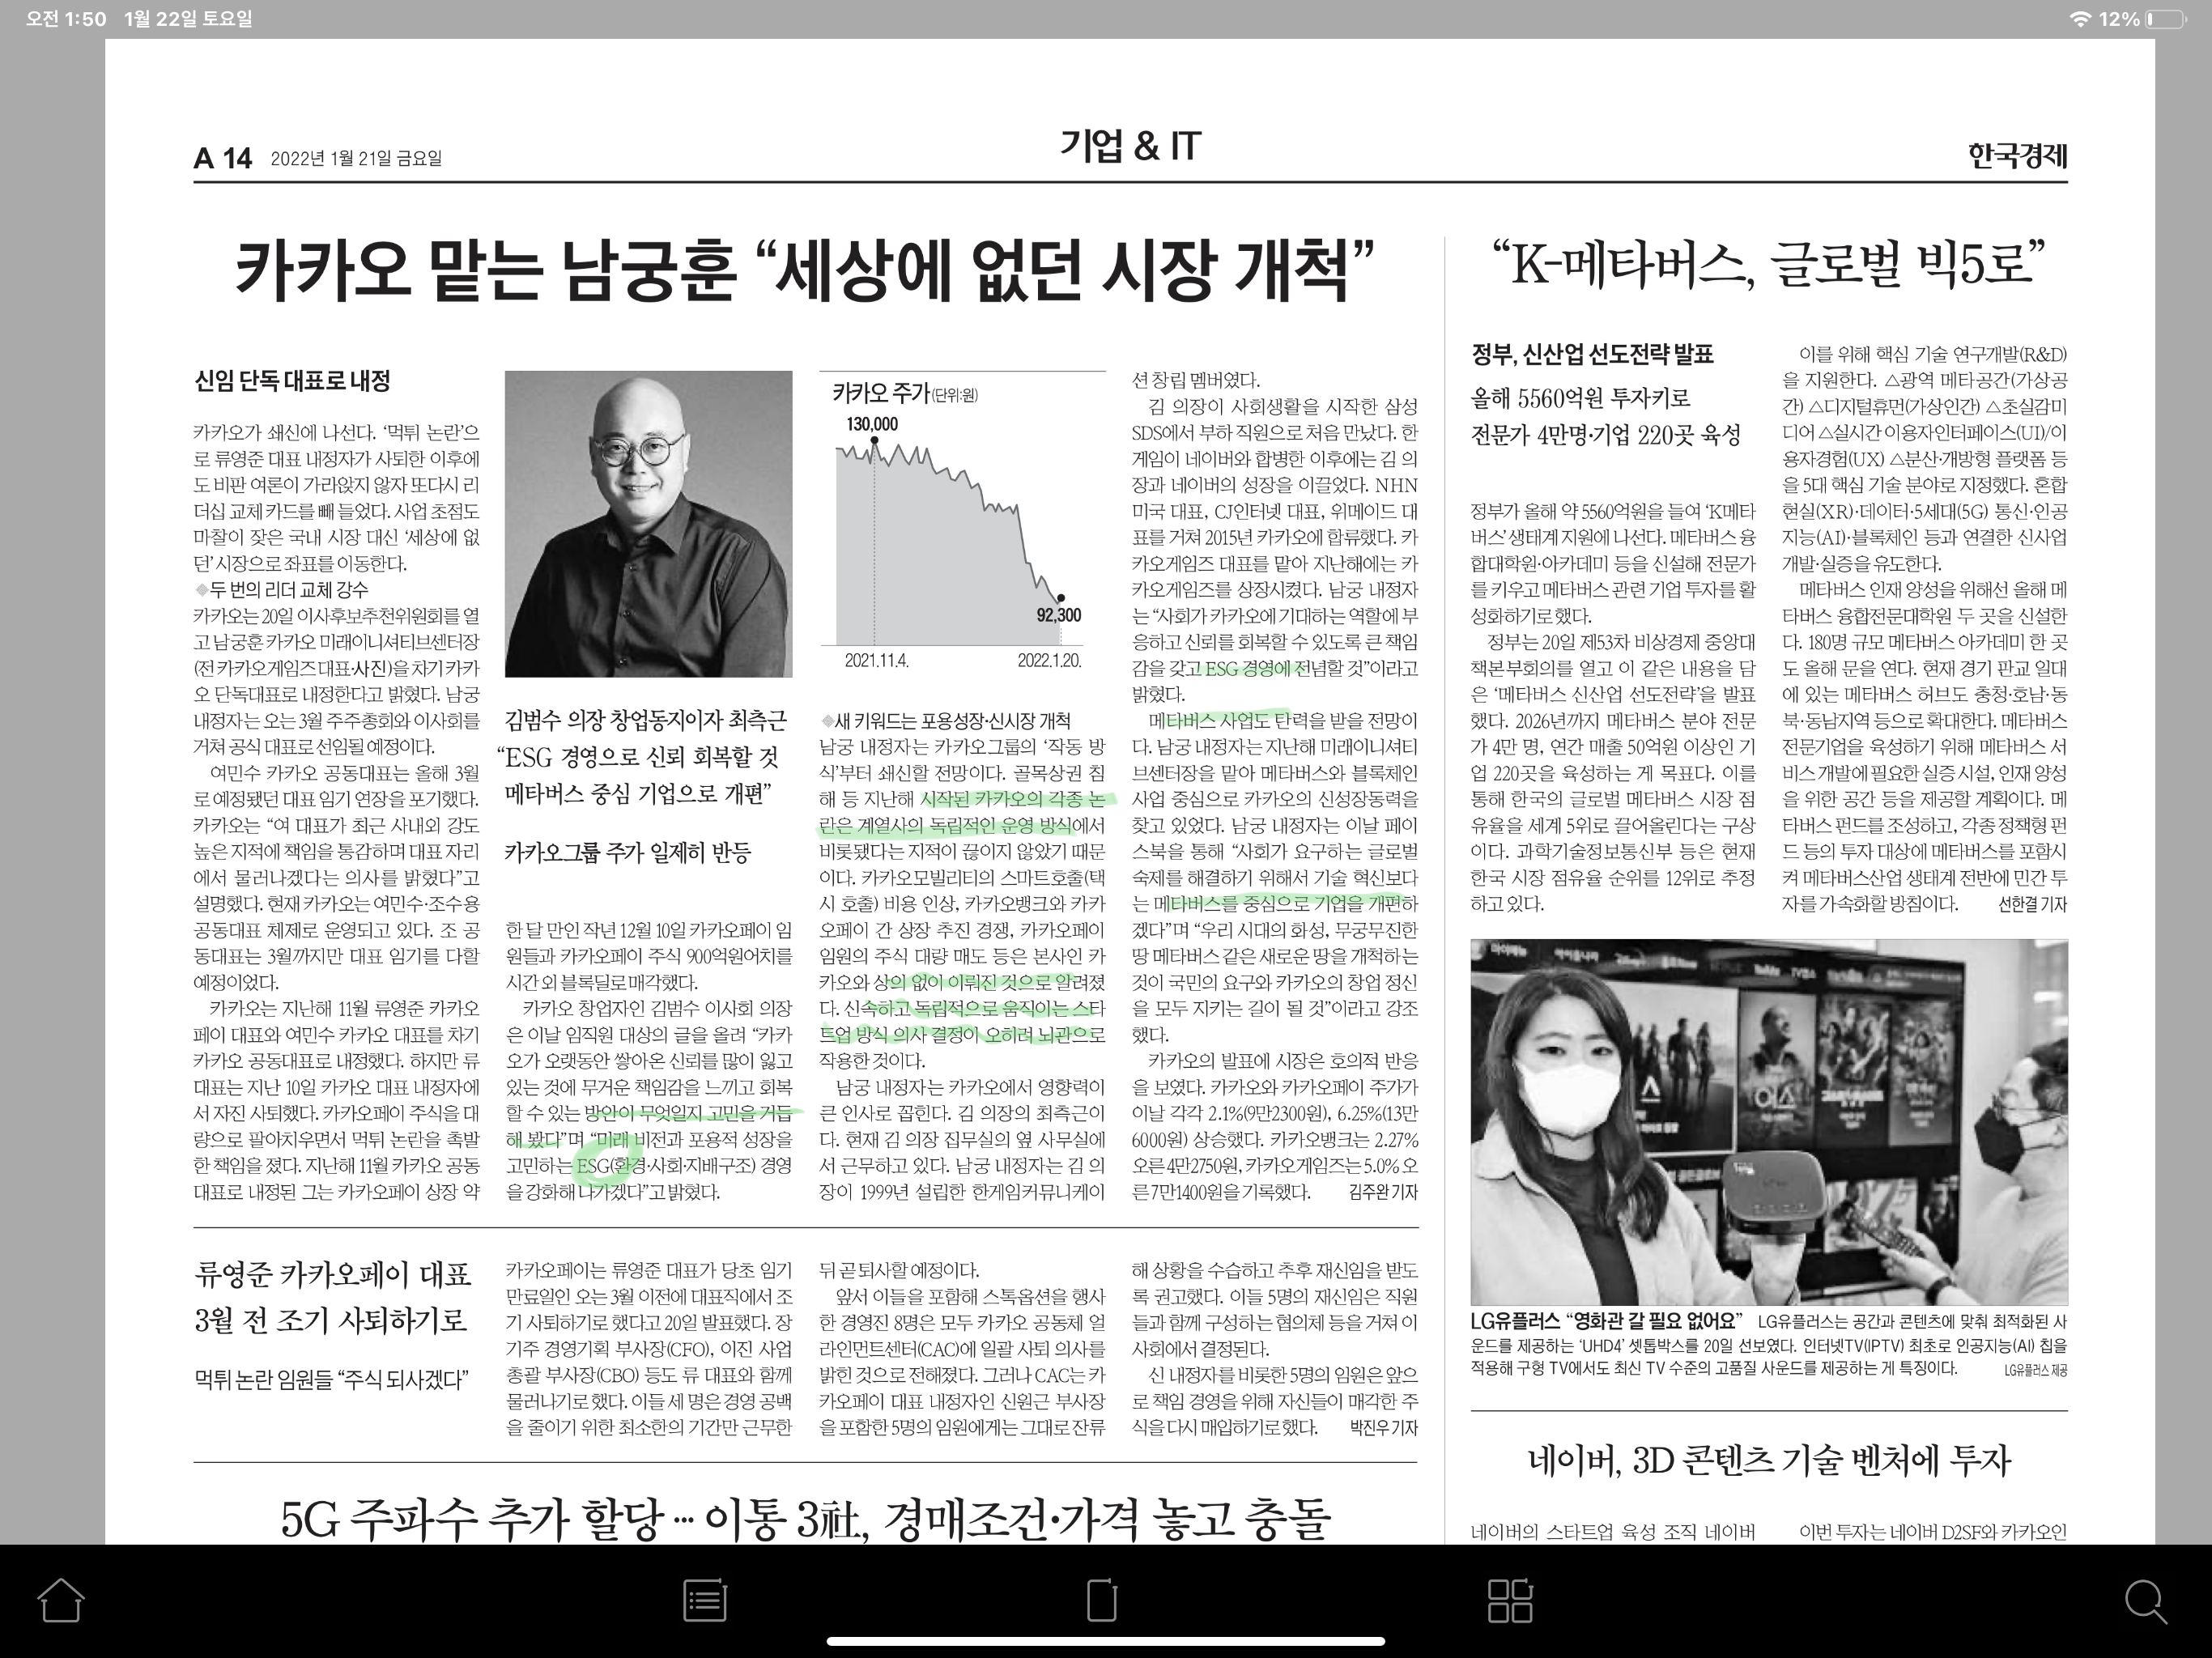 오전 1:50 1월 22일 토요일
12%
A 14 2022년 1월 21일 금요일
기업 & IT
한국경제
카카오 맡는 남궁훈 “세상에 없던 시장 개척”
신임 단독 대표로 내정
카카오가 쇄신에 나선다. ‘먹튀 논란’으
로 류영준 대표 내정자가 사퇴한 이후에
도 비판 여론이 가라앉지 않자 또다시 리
더십 교체 카드를 빼 들었다. 사업 초점도
마찰이 잦은 국내 시장 대신 ‘세상에 없
던’ 시장으로 좌표를 이동한다.
◆두 번의 리더 교체 강수
카카오는 20일 이사후보추천위원회를 열
고 남궁훈 카카오 미래이니셔티브센터장
(전 카카오게임즈 대표·사진)을 차기 카카
오 단독대표로 내정한다고 밝혔다. 남궁
내정자는 오는 3월 주주총회와 이사회를
거쳐 공식 대표로 선임될 예정이다.
여민수 카카오 공동대표는 올해 3월
로 예정됐던 대표 임기 연장을 포기했다.
카카오는 “여 대표가 최근 사내외 강도
높은 지적에 책임을 통감하며 대표 자리
에서 물러나겠다는 의사를 밝혔다”고
설명했다. 현재 카카오는 여민수·조수용
공동대표 체제로 운영되고 있다. 조 공
동대표는 3월까지만 대표 임기를 다할
예정이었다.
카카오는 지난해 11월 류영준 카카오
페이 대표와 여민수 카카오 대표를 차기
카카오 공동대표로 내정했다. 하지만 류
대표는 지난 10일 카카오 대표 내정자에
서 자진 사퇴했다. 카카오페이 주식을 대
량으로 팔아치우면서 먹튀 논란을 촉발
한 책임을 졌다. 지난해 11월 카카오 공동
대표로 내정된 그는 카카오페이 상장 약
김범수 의장 창업동지이자 최측근
“ESG 경영으로 신뢰 회복할 것
메타버스 중심 기업으로 개편”
카카오그룹 주가 일제히 반등
한 달 만인 작년 12월 10일 카카오페이 임
원들과 카카오페이 주식 900억원어치를
시간 외 블록딜로 매각했다.
카카오 창업자인 김범수 이사회 의장
은 이날 임직원 대상의 글을 올려 “카카
오가 오랫동안 쌓아온 신뢰를 많이 잃고
있는 것에 무거운 책임감을 느끼고 회복
할 수 있는 방안이 무엇일지 고민을 거듭
해 봤다”며 “미래 비전과 포용적 성장을
고민하는 ESG(환경·사회·지배구조) 경영
을 강화해 나가겠다”고 밝혔다.
카카오 주가 (단위:원)
130,000
92,300
2021.11.4. 2022.1.20.
◆새 키워드는 포용성장·신시장 개척
남궁 내정자는 카카오그룹의 ‘작동 방
식’부터 쇄신할 전망이다. 골목상권 침
해 등 지난해 시작된 카카오의 각종 논
란은 계열사의 독립적인 운영 방식에서
비롯됐다는 지적이 끊이지 않았기 때문
이다. 카카오모빌리티의 스마트호출(택
시 호출) 비용 인상, 카카오뱅크와 카카
오페이 간 상장 추진 경쟁, 카카오페이
임원의 주식 대량 매도 등은 본사인 카
카오와 상의 없이 이뤄진 것으로 알려졌
다. 신속하고 독립적으로 움직이는 스타
트업 방식 의사 결정이 오히려 뇌관으로
작용한 것이다.
남궁 내정자는 카카오에서 영향력이
큰 인사로 꼽힌다. 김 의장의 최측근이
다. 현재 김 의장 집무실의 옆 사무실에
서 근무하고 있다. 남궁 내정자는 김 의
장이 1999년 설립한 한게임커뮤니케이
션 창립 멤버였다.
김 의장이 사회생활을 시작한 삼성
SDS에서 부하 직원으로 처음 만났다. 한
게임이 네이버와 합병한 이후에는 김 의
장과 네이버의 성장을 이끌었다. NHN
미국 대표, CJ인터넷 대표, 위메이드 대
표를 거쳐 2015년 카카오에 합류했다. 카
카오게임즈 대표를 맡아 지난해에는 카
카오게임즈를 상장시켰다. 남궁 내정자
는 “사회가 카카오에 기대하는 역할에 부
응하고 신뢰를 회복할 수 있도록 큰 책임
감을 갖고 ESG 경영에 전념할 것”이라고
밝혔다.
메타버스 사업도 탄력을 받을 전망이
다. 남궁 내정자는 지난해 미래이니셔티
브센터장을 맡아 메타버스와 블록체인
사업 중심으로 카카오의 신성장동력을
찾고 있었다. 남궁 내정자는 이날 페이
스북을 통해 “사회가 요구하는 글로벌
숙제를 해결하기 위해서 기술 혁신보다
는 메타버스를 중심으로 기업을 개편하
겠다”며 “우리 시대의 화성, 무궁무진한
땅 메타버스 같은 새로운 땅을 개척하는
것이 국민의 요구와 카카오의 창업 정신
을 모두 지키는 길이 될 것”이라고 강조
했다.
카카오의 발표에 시장은 호의적 반응
을 보였다. 카카오와 카카오페이 주가가
이날 각각 2.1%(9만2300원), 6.25%(13만
6000원) 상승했다. 카카오뱅크는 2.27%
오른 4만2750원, 카카오게임즈는 5.0% 오
른 7만1400원을 기록했다. 김주완 기자
류영준 카카오페이 대표
3월 전 조기 사퇴하기로
먹튀 논란 임원들 “주식 되사겠다”
카카오페이는 류영준 대표가 당초 임기
만료일인 오는 3월 이전에 대표직에서 조
기 사퇴하기로 했다고 20일 발표했다. 장
기주 경영기획 부사장(CFO), 이진 사업
총괄 부사장(CBO) 등도 류 대표와 함께
물러나기로 했다. 이들 세 명은 경영 공백
을 줄이기 위한 최소한의 기간만 근무한
뒤 곧 퇴사할 예정이다.
앞서 이들을 포함해 스톡옵션을 행사
한 경영진 8명은 모두 카카오 공동체 얼
라인먼트센터(CAC)에 일괄 사퇴 의사를
밝힌 것으로 전해졌다. 그러나 CAC는 카
카오페이 대표 내정자인 신원근 부사장
을 포함한 5명의 임원에게는 그대로 잔류
해 상황을 수습하고 추후 재신임을 받도
록 권고했다. 이들 5명의 재신임은 직원
들과 함께 구성하는 협의체 등을 거쳐 이
사회에서 결정된다.
신 내정자를 비롯한 5명의 임원은 앞으
로 책임 경영을 위해 자신들이 매각한 주
식을 다시 매입하기로 했다. 박진우 기자
5G 주파수 추가 할당 … 이통 3社, 경매조건·가격 놓고 충돌
“K-메타버스, 글로벌 빅5로”
정부, 신산업 선도전략 발표
올해 5560억원 투자키로
전문가 4만명·기업 220곳 육성
정부가 올해 약 5560억원을 들여 ‘K메타
버스’ 생태계 지원에 나선다. 메타버스 융
합대학원·아카데미 등을 신설해 전문가
를 키우고 메타버스 관련 기업 투자를 활
성화하기로 했다.
정부는 20일 제53차 비상경제 중앙대
책본부회의를 열고 이 같은 내용을 담
은 ‘메타버스 신산업 선도전략’을 발표
했다. 2026년까지 메타버스 분야 전문
가 4만 명, 연간 매출 50억원 이상인 기
업 220곳을 육성하는 게 목표다. 이를
통해 한국의 글로벌 메타버스 시장 점
유율을 세계 5위로 끌어올린다는 구상
이다. 과학기술정보통신부 등은 현재
한국 시장 점유율 순위를 12위로 추정
하고 있다.
이를 위해 핵심 기술 연구개발(R&D)
을 지원한다. △광역 메타공간(가상공
간) △디지털휴먼(가상인간) △초실감미
디어 △실시간 이용자인터페이스(UI)/이
용자경험(UX) △분산·개방형 플랫폼 등
을 5대 핵심 기술 분야로 지정했다. 혼합
현실(XR)·데이터·5세대(5G) 통신·인공
지능(AI)·블록체인 등과 연결한 신사업
개발·실증을 유도한다.
메타버스 인재 양성을 위해선 올해 메
타버스 융합전문대학원 두 곳을 신설한
다. 180명 규모 메타버스 아카데미 한 곳
도 올해 문을 연다. 현재 경기 판교 일대
에 있는 메타버스 허브도 충청·호남·동
북·동남지역 등으로 확대한다. 메타버스
전문기업을 육성하기 위해 메타버스 서
비스 개발에 필요한 실증 시설, 인재 양성
을 위한 공간 등을 제공할 계획이다. 메
타버스 펀드를 조성하고, 각종 정책형 펀
드 등의 투자 대상에 메타버스를 포함시
켜 메타버스산업 생태계 전반에 민간 투
자를 가속화할 방침이다. 선한결 기자
어스
LG유플러스 “영화관 갈 필요 없어요” LG유플러스는 공간과 콘텐츠에 맞춰 최적화된 사
운드를 제공하는 ‘UHD4’ 셋톱박스를 20일 선보였다. 인터넷TV(IPTV) 최초로 인공지능(AI) 칩을
적용해 구형 TV에서도 최신 TV 수준의 고품질 사운드를 제공하는 게 특징이다. LG유플러스 제공
네이버, 3D 콘텐츠 기술 벤처에 투자
네이버의 스타트업 육성 조직 네이버
이번 투자는 네이버 D2SF와 카카오인